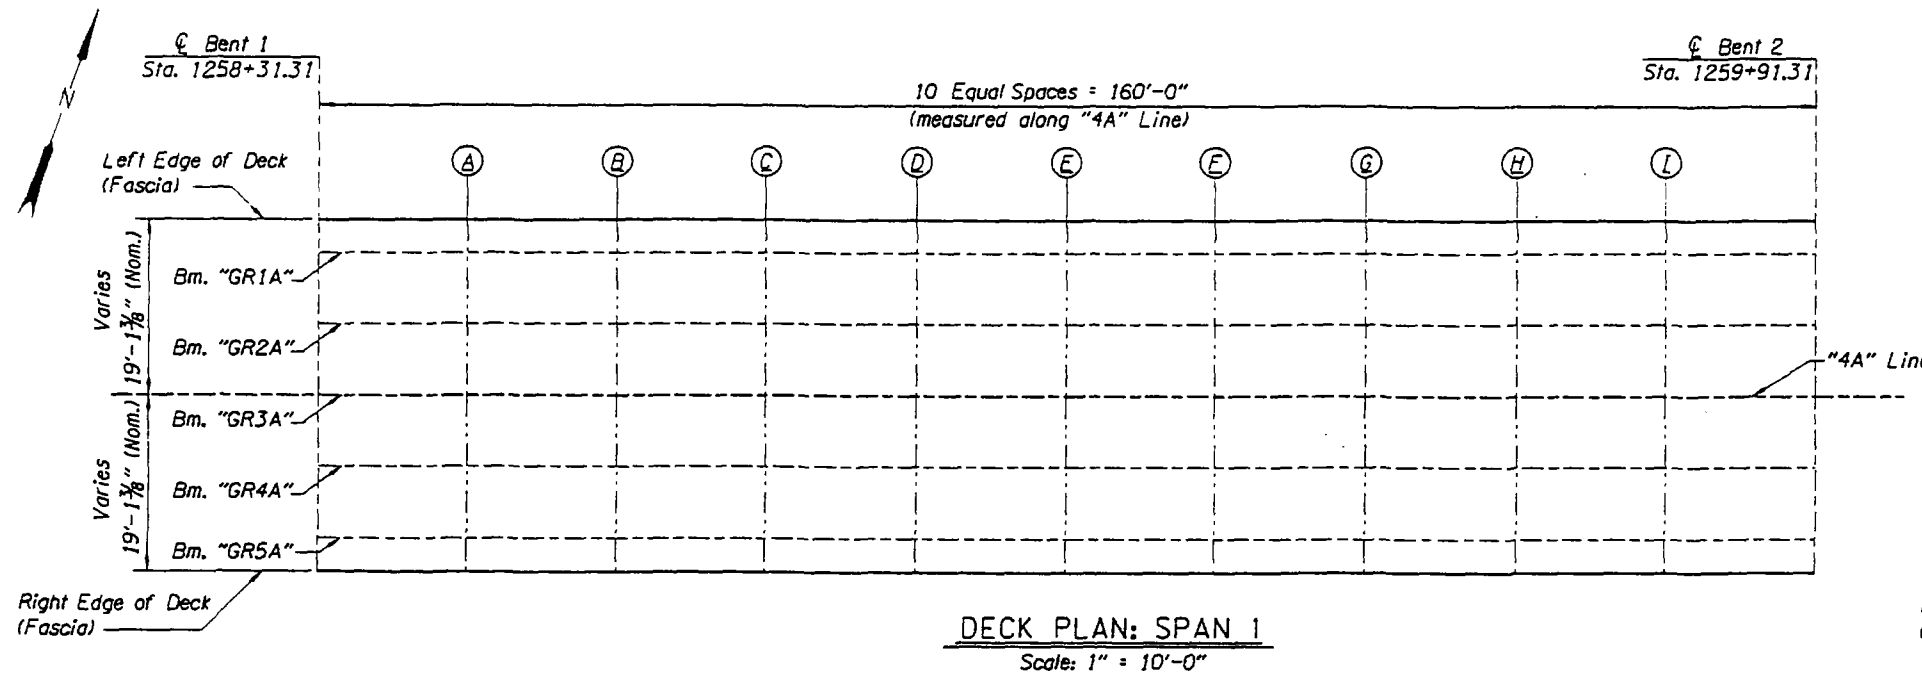 ℄ Bent 1
Sta. 1258+31.31
℄ Bent 2
Sta. 1259+91.31
10 Equal Spaces = 160'-0"
(measured along "4A" Line)
N
Left Edge of Deck
(Fascia)
A B C D E F G H I
Varies
19'-1⅜" (Nom.)
Bm. "GR1A"
Bm. "GR2A"
"4A" Line
Bm. "GR3A"
Varies
19'-1⅜" (Nom.)
Bm. "GR4A"
Bm. "GR5A"
Right Edge of Deck
(Fascia)
DECK PLAN: SPAN 1
Scale: 1" = 10'-0"